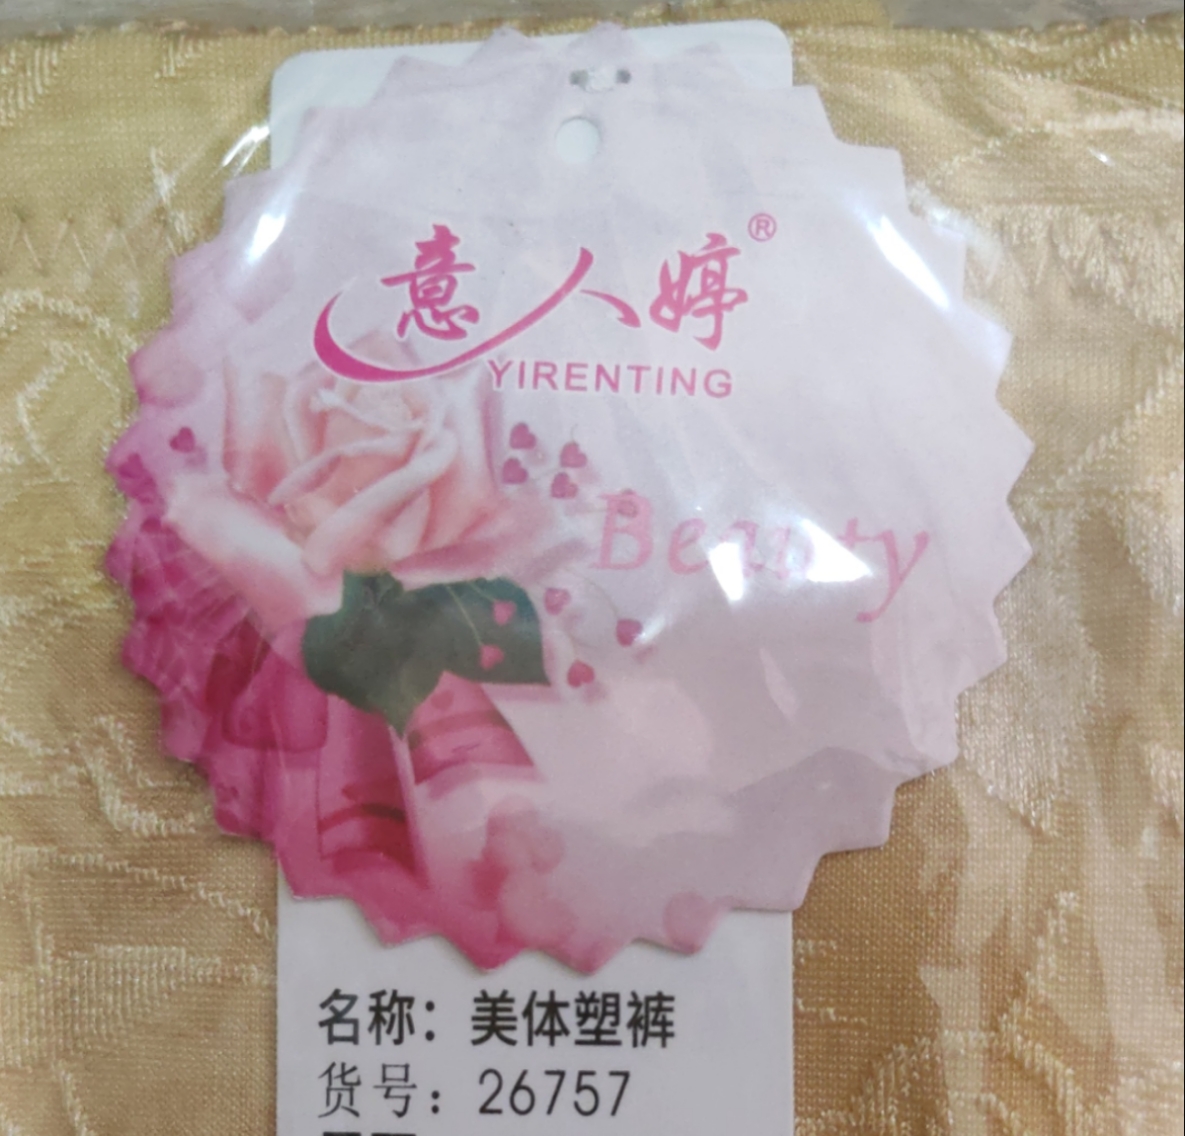 意人婷®
YIRENTING
Beauty
名称：美体塑裤
货号：26757